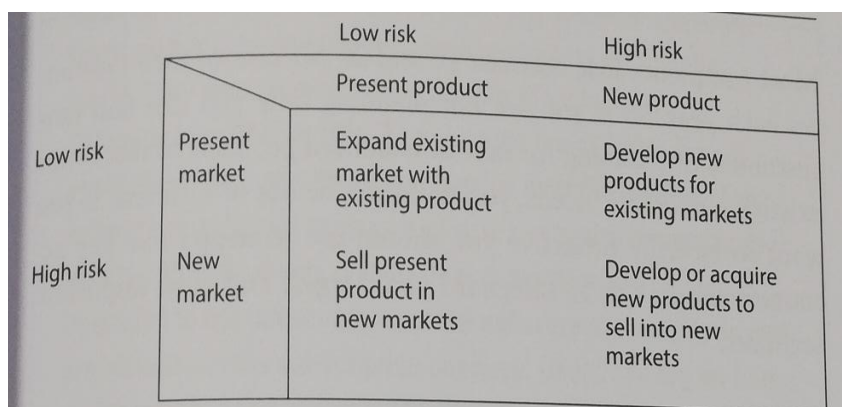 Low risk
High risk
Present product
New product
Low risk
Present
market
Expand existing
market with
existing product
Develop new
products for
existing markets
High risk
New
market
Sell present
product in
new markets
Develop or acquire
new products to
sell into new
markets